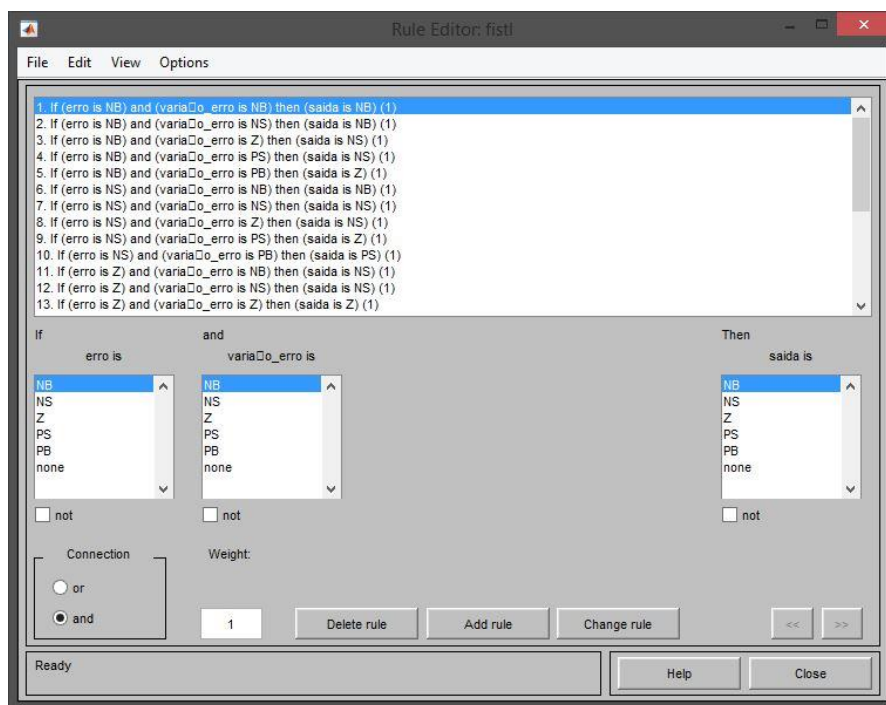 Rule Editor: fistl
File Edit View Options
1. If (erro is NB) and (varia□o_erro is NB) then (saida is NB) (1)
2. If (erro is NB) and (varia□o_erro is NS) then (saida is NB) (1)
3. If (erro is NB) and (varia□o_erro is Z) then (saida is NS) (1)
4. If (erro is NB) and (varia□o_erro is PS) then (saida is NS) (1)
5. If (erro is NB) and (varia□o_erro is PB) then (saida is Z) (1)
6. If (erro is NS) and (varia□o_erro is NB) then (saida is NB) (1)
7. If (erro is NS) and (varia□o_erro is NS) then (saida is NS) (1)
8. If (erro is NS) and (varia□o_erro is Z) then (saida is NS) (1)
9. If (erro is NS) and (varia□o_erro is PS) then (saida is Z) (1)
10. If (erro is NS) and (varia□o_erro is PB) then (saida is PS) (1)
11. If (erro is Z) and (varia□o_erro is NB) then (saida is NS) (1)
12. If (erro is Z) and (varia□o_erro is NS) then (saida is NS) (1)
13. If (erro is Z) and (varia□o_erro is Z) then (saida is Z) (1)
If and Then
erro is varia□o_erro is saida is
NB NB NB
NS NS NS
Z Z Z
PS PS PS
PB PB PB
none none none
not not not
Connection Weight:
or
and 1 Delete rule Add rule Change rule << >>
Ready Help Close